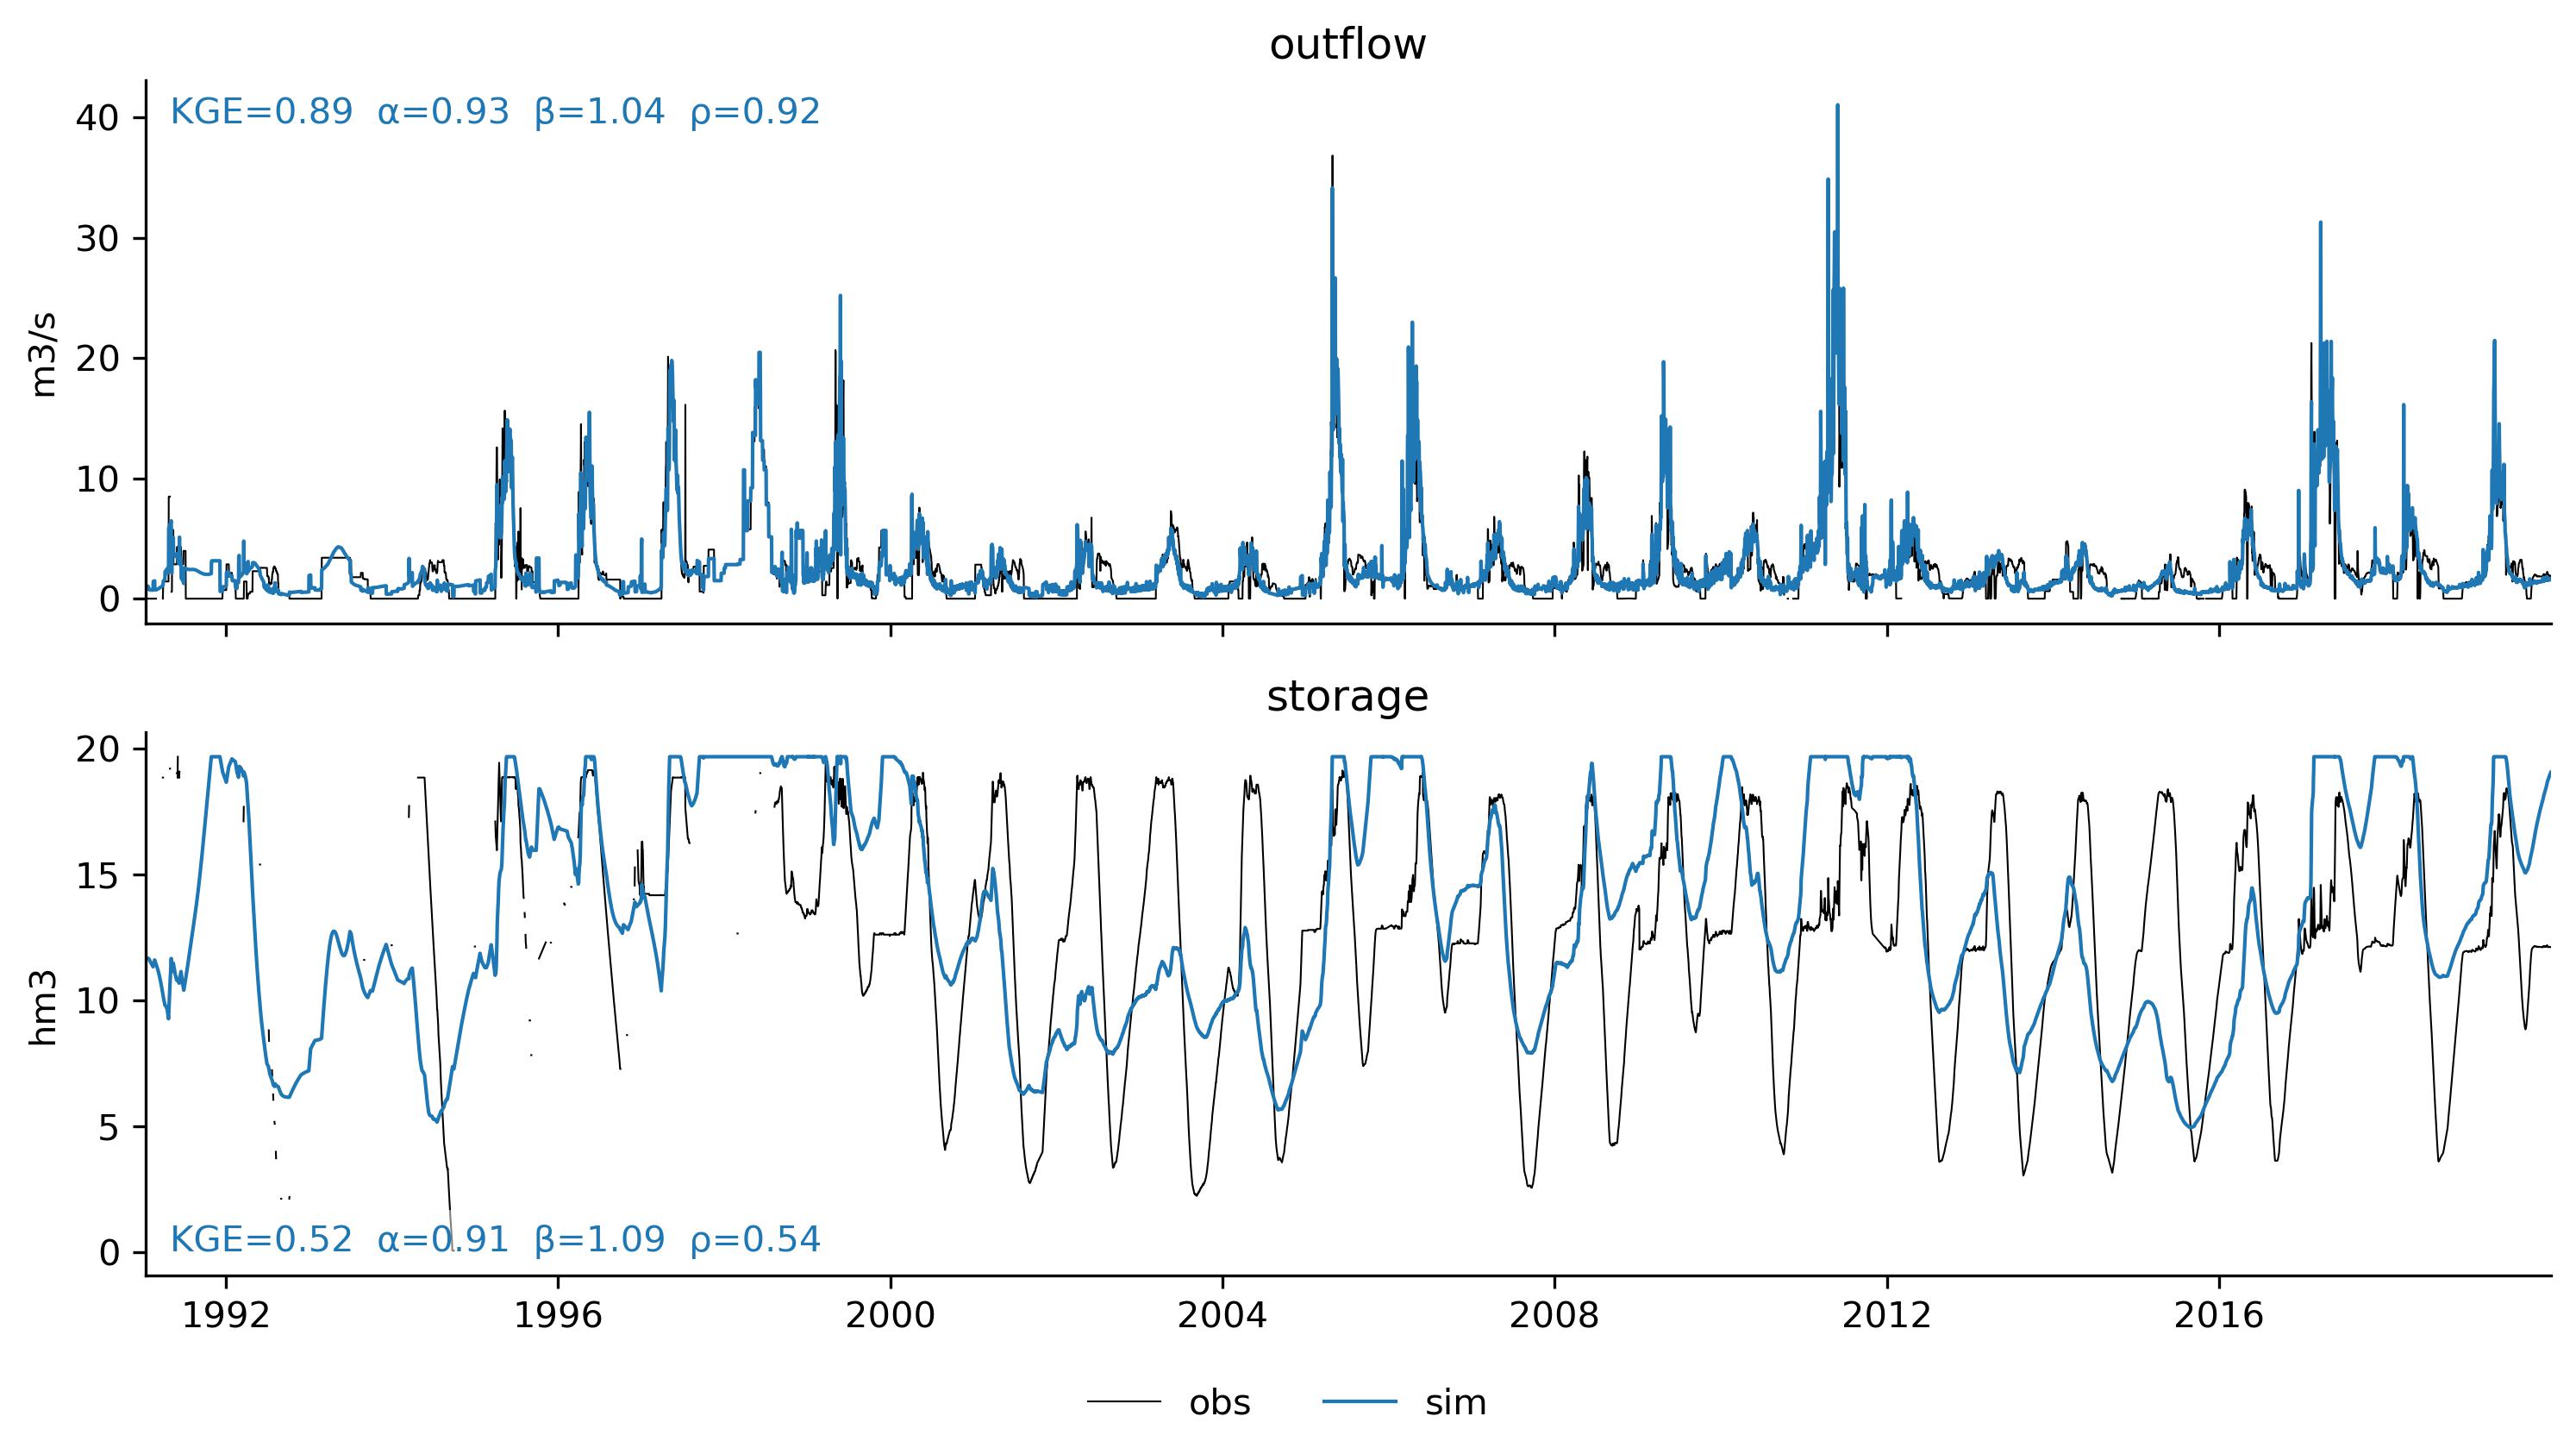 outflow
KGE=0.89 α=0.93 β=1.04 ρ=0.92
40
30
20
10
0
m3/s
storage
20
15
10
5
0
hm3
KGE=0.52 α=0.91 β=1.09 ρ=0.54
1992 1996 2000 2004 2008 2012 2016
obs sim